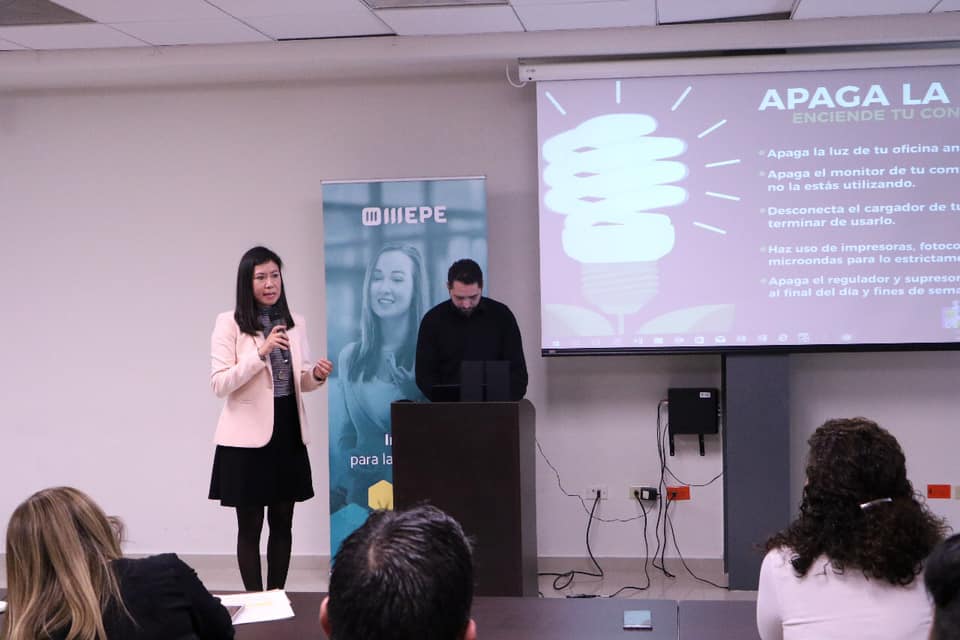 MEPE
para la
APAGA LA
ENCIENDE TU CON
Apaga la luz de tu oficina an
Apaga el monitor de tu com
no la estás utilizando.
Desconecta el cargador de tu
terminar de usarlo.
Haz uso de impresoras, fotoco
microondas para lo estrictame
Apaga el regulador y supresor
al final del día y fines de sema